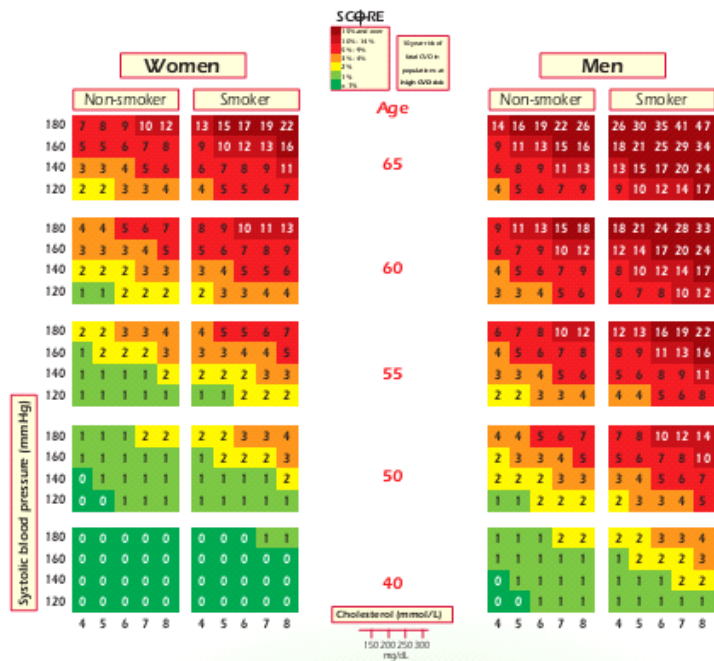 SCORE
15% and over
10% - 14%
5% - 9%
3% - 4%
2%
1%
< 1%
10 year risk of
fatal CVD in
populations at
high CVD risk
Women
Men
Non-smoker Smoker
Age
Non-smoker Smoker
180 7 8 9 10 12 13 15 17 19 22 14 16 19 22 26 26 30 35 41 47
160 5 5 6 7 8 9 10 12 13 16 9 11 13 15 16 18 21 25 29 34
65
140 3 3 4 5 6 6 7 8 9 11 6 8 9 11 13 13 15 17 20 24
120 2 2 3 3 4 4 5 5 6 7 4 5 6 7 9 9 10 12 14 17
180 4 4 5 6 7 8 9 10 11 13 9 11 13 15 18 18 21 24 28 33
160 3 3 3 4 5 5 6 7 8 9 6 7 9 10 12 12 14 17 20 24
60
140 2 2 2 3 3 3 4 5 5 6 4 5 6 7 9 8 10 12 14 17
120 1 1 2 2 2 2 3 3 4 4 3 3 4 5 6 6 7 8 10 12
180 2 2 3 3 4 4 5 5 6 7 6 7 8 10 12 12 13 16 19 22
160 1 2 2 2 3 3 3 4 4 5 4 5 6 7 8 8 9 11 13 16
55
140 1 1 1 1 2 2 2 2 3 3 3 3 4 5 6 5 6 8 9 11
120 1 1 1 1 1 1 1 2 2 2 2 2 3 3 4 4 4 5 6 8
180 1 1 1 2 2 2 2 3 3 4 4 4 5 6 7 7 8 10 12 14
160 1 1 1 1 1 1 2 2 2 3 2 3 3 4 5 5 6 7 8 10
50
140 0 1 1 1 1 1 1 1 1 2 2 2 2 3 3 3 4 5 6 7
120 0 0 1 1 1 1 1 1 1 1 1 1 2 2 2 2 3 3 4 5
180 0 0 0 0 0 0 0 0 1 1 1 1 1 2 2 2 2 3 3 4
160 0 0 0 0 0 0 0 0 0 0 1 1 1 1 1 1 2 2 2 3
140 0 0 0 0 0 0 0 0 0 0 0 1 1 1 1 1 1 1 2 2
40
120 0 0 0 0 0 0 0 0 0 0 0 0 1 1 1 1 1 1 1 1
4 5 6 7 8 4 5 6 7 8 4 5 6 7 8 4 5 6 7 8
Systolic blood pressure (mmHg)
Cholesterol (mmol/L)
150 200 250 300
mg/dL